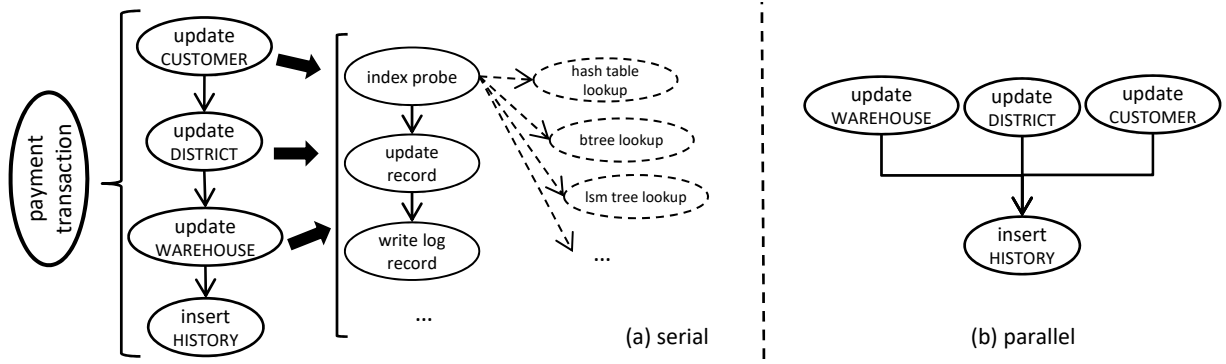 payment
transaction
update
CUSTOMER
update
DISTRICT
update
WAREHOUSE
insert
HISTORY
index probe
update
record
write log
record
...
hash table
lookup
btree lookup
lsm tree lookup
...
(a) serial
update
WAREHOUSE
update
DISTRICT
update
CUSTOMER
insert
HISTORY
(b) parallel